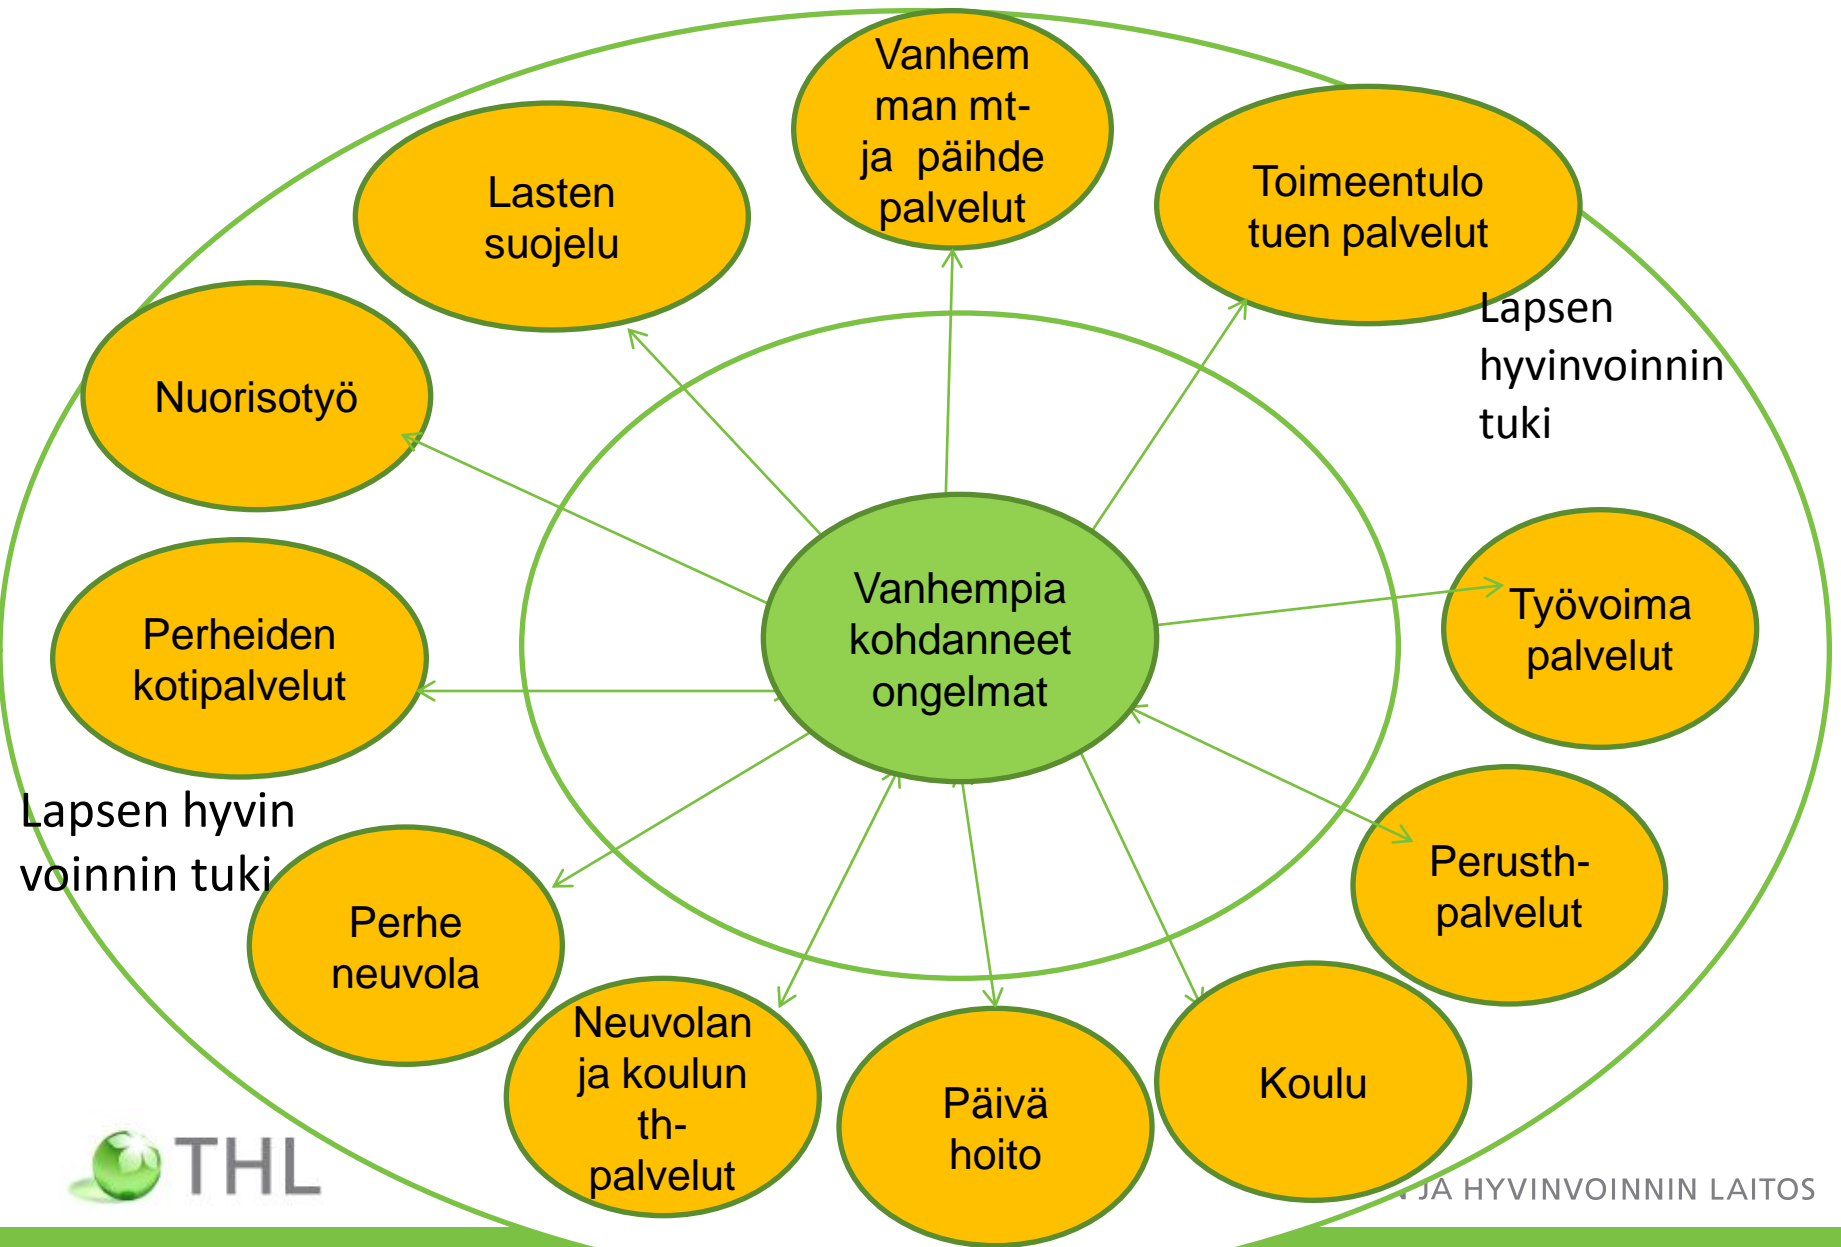 Vanhem
man mt-
ja päihde
palvelut
Toimeentulo
tuen palvelut
Lasten
suojelu
Lapsen
hyvinvoinnin
tuki
Nuorisotyö
Vanhempia
kohdanneet
ongelmat
Työvoima
palvelut
Perheiden
kotipalvelut
Lapsen hyvin
voinnin tuki
Perusth-
palvelut
Perhe
neuvola
Neuvolan
ja koulun
th-
palvelut
Päivä
hoito
Koulu
THL
JA HYVINVOINNIN LAITOS